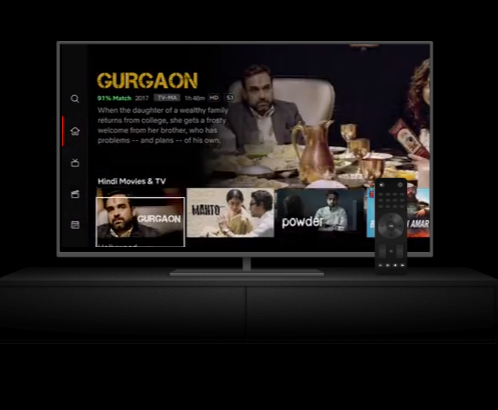 GURGAON
91% Match 2017 TV-MA 1h 40m HD 5.1
When the daughter of a wealthy family
returns from college, she gets a frosty
welcome from her brother, who has
problems -- and plans -- of his own.
Hindi Movies & TV
GURGAON
MANTO
powder
AMAR